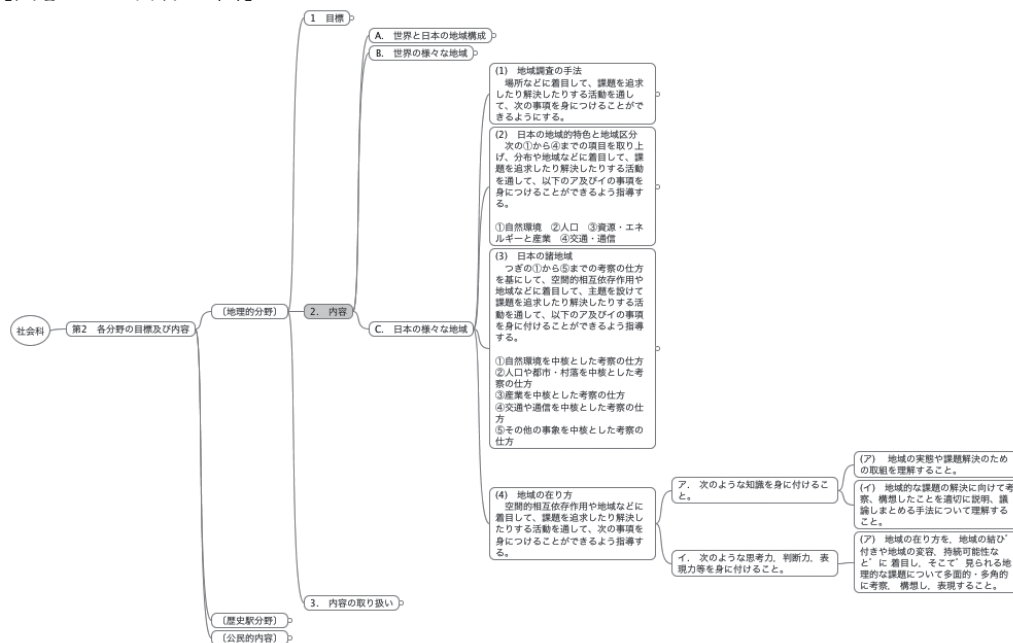 1　目標
A.　世界と日本の地域構成
B.　世界の様々な地域
(1)　地域調査の手法
　場所などに着目して、課題を追求
したり解決したりする活動を通し
て、次の事項を身につけることがで
きるようにする。
(2)　日本の地域的特色と地域区分
　次の①から④までの項目を取り上
げ、分布や地域などに着目して、課
題を追求したり解決したりする活動
を通して、以下のア及びイの事項を
身につけることができるよう指導す
る。
①自然環境　②人口　③資源・エネ
ルギーと産業　④交通・通信
(3)　日本の諸地域
　つぎの①から⑤までの考察の仕方
を基にして、空間的相互依存作用や
地域などに着目して、主題を設けて
課題を追求したり解決したりする活
動を通して、以下のア及びイの事項
を身に付けることができるよう指導
する。
①自然環境を中核とした考察の仕方
②人口や都市・村落を中核とした考
察の仕方
③産業を中核とした考察の仕方
④交通や通信を中核とした考察の仕
方
⑤その他の事象を中核とした考察の
仕方
社会科
第2　各分野の目標及び内容
〔地理的分野〕
2.　内容
C.　日本の様々な地域
(4)　地域の在り方
　空間的相互依存作用や地域などに
着目して、課題を追求したり解決し
たりする活動を通して、次の事項を
身につけることができるよう指導す
る。
ア.　次のような知識を身に付けるこ
と。
(ア)　地域の実態や課題解決のため
の取組を理解すること。
(イ)　地域的な課題の解決に向けて考
察、構想したことを適切に説明、議
論しまとめる手法について理解する
こと。
イ.　次のような思考力、判断力、表
現力等を身に付けること。
(ア)　地域の在り方を、地域の結び゙
付きや地域の変容、持続可能性な
ど゙ に 着目し、そこで゙ 見られる地
理的な課題について多面的・多角的
に考察、 構想し、表現すること。
3.　内容の取り扱い
〔歴史駅分野〕
〔公民的内容〕